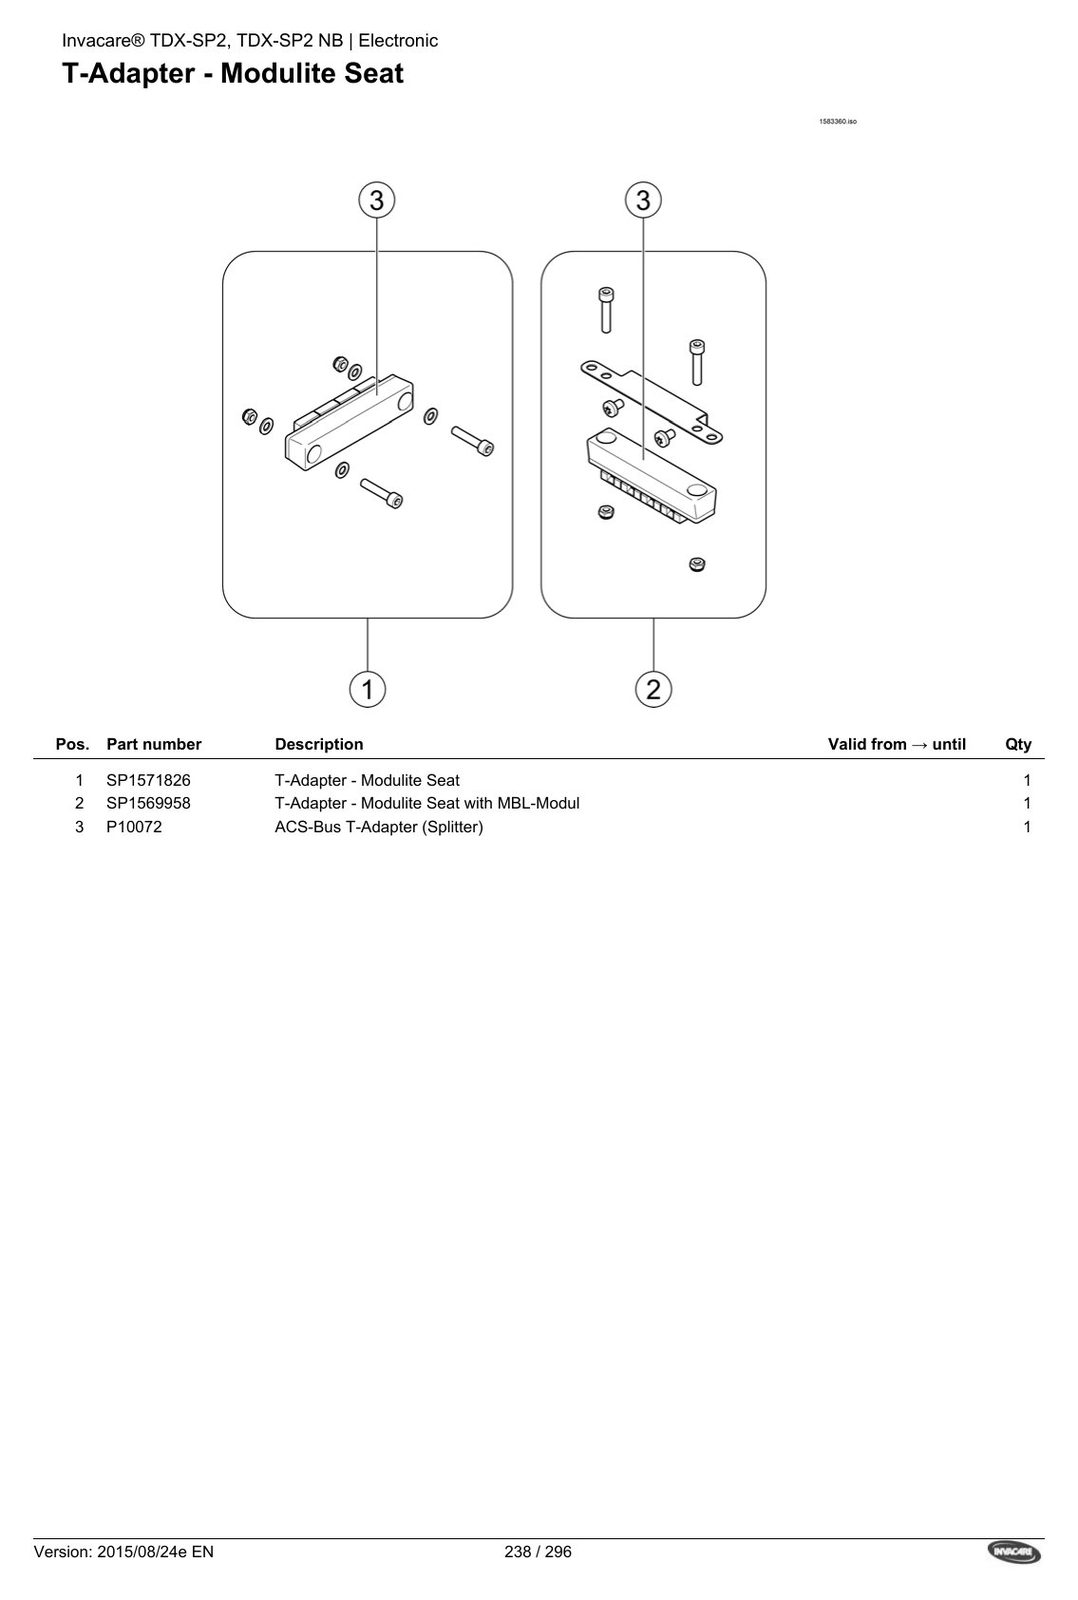 Invacare® TDX-SP2, TDX-SP2 NB | Electronic
T-Adapter - Modulite Seat
1583360.iso
3 3
1 2
Pos. Part number Description Valid from → until Qty
1 SP1571826 T-Adapter - Modulite Seat 1
2 SP1569958 T-Adapter - Modulite Seat with MBL-Modul 1
3 P10072 ACS-Bus T-Adapter (Splitter) 1
Version: 2015/08/24e EN 238 / 296 INVACARE